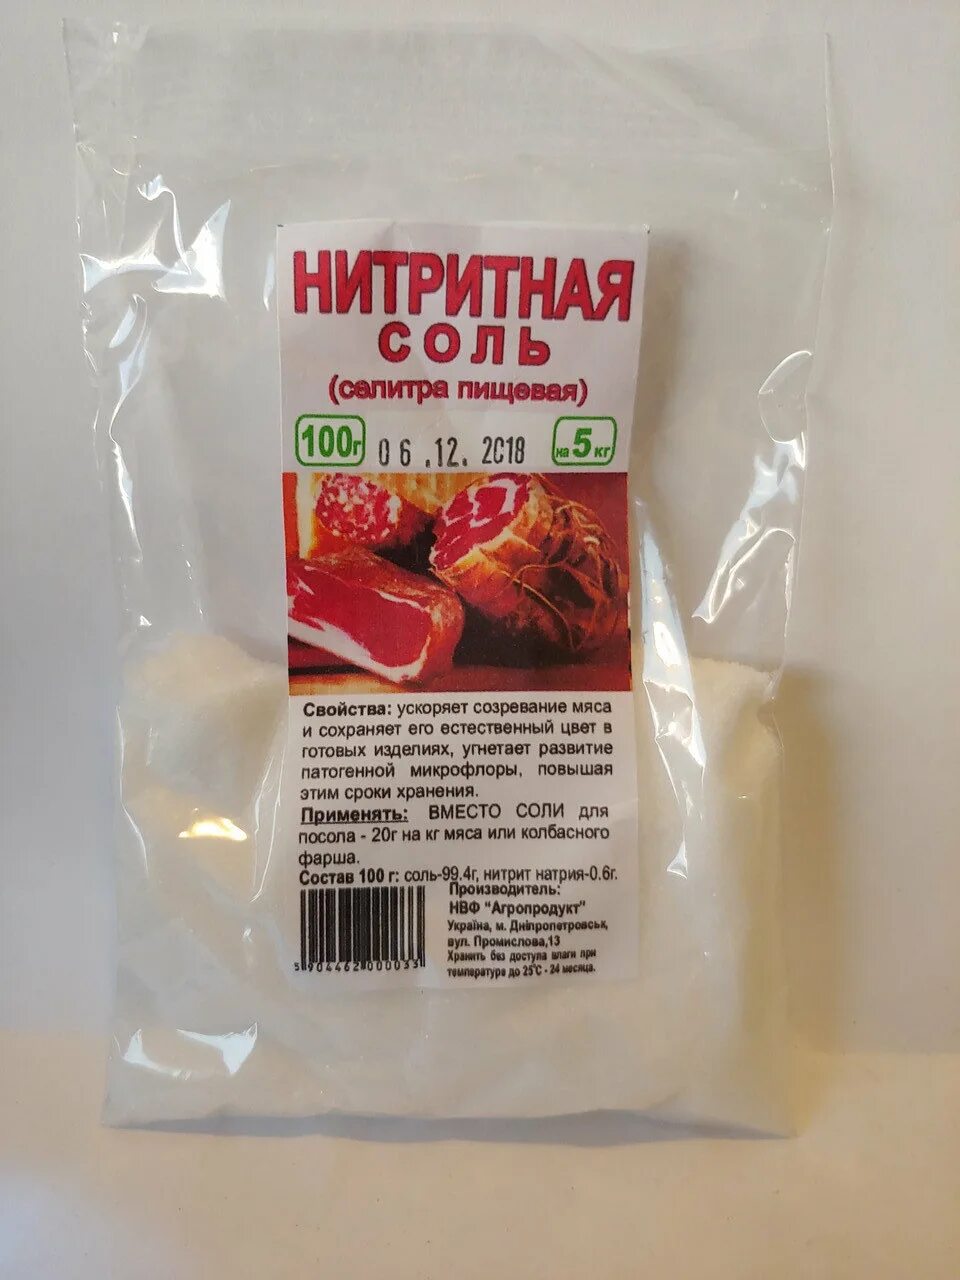 НИТРИТНАЯ
СОЛЬ
(селитра пищевая)
100г 06.12.2018 на 5 кг
Свойства: ускоряет созревание мяса
и сохраняет его естественный цвет в
готовых изделиях, угнетает развитие
патогенной микрофлоры, повышая
этим сроки хранения.
Применять: ВМЕСТО СОЛИ для
посола - 20г на кг мяса или колбасного
фарша.
Состав 100 г: соль-99.4г, нитрит натрия-0.6г.
Производитель:
НВФ "Агропродукт"
Україна, м. Дніпропетровськ,
вул. Промислова,13
Хранить без доступа влаги при
температуре до 25°С - 24 месяца.
5904462000033